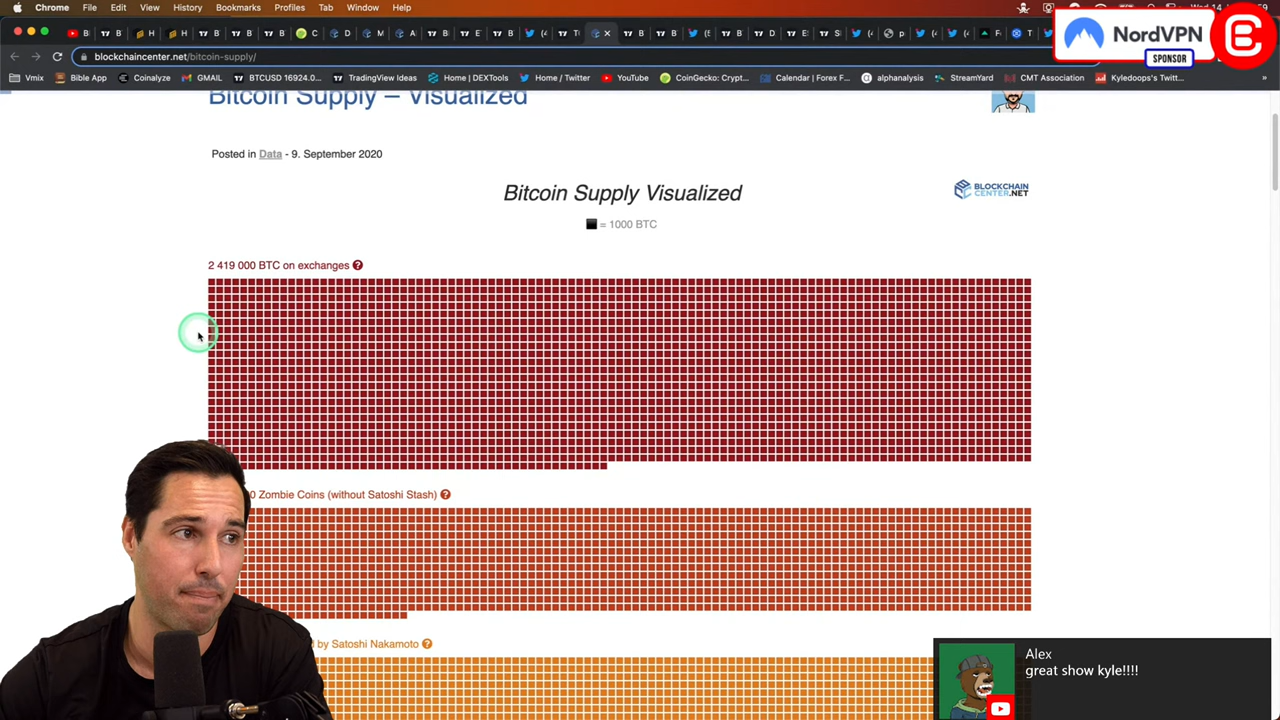 Chrome File Edit View History Bookmarks Profiles Tab Window Help
blockchaincenter.net/bitcoin-supply/
Vmix Bible App Coinalyze GMAIL BTCUSD 16924.0... TradingView Ideas Home | DEXTools Home / Twitter YouTube CoinGecko: Crypt... Calendar | Forex F... alphanalysis StreamYard CMT Association Kyledoops's Twitt... »
NordVPN
SPONSOR
Bitcoin Supply – Visualized
Posted in Data - 9. September 2020
Bitcoin Supply Visualized
BLOCKCHAIN
CENTER.NET
= 1000 BTC
2 419 000 BTC on exchanges
Zombie Coins (without Satoshi Stash)
by Satoshi Nakamoto
Alex
great show kyle!!!!